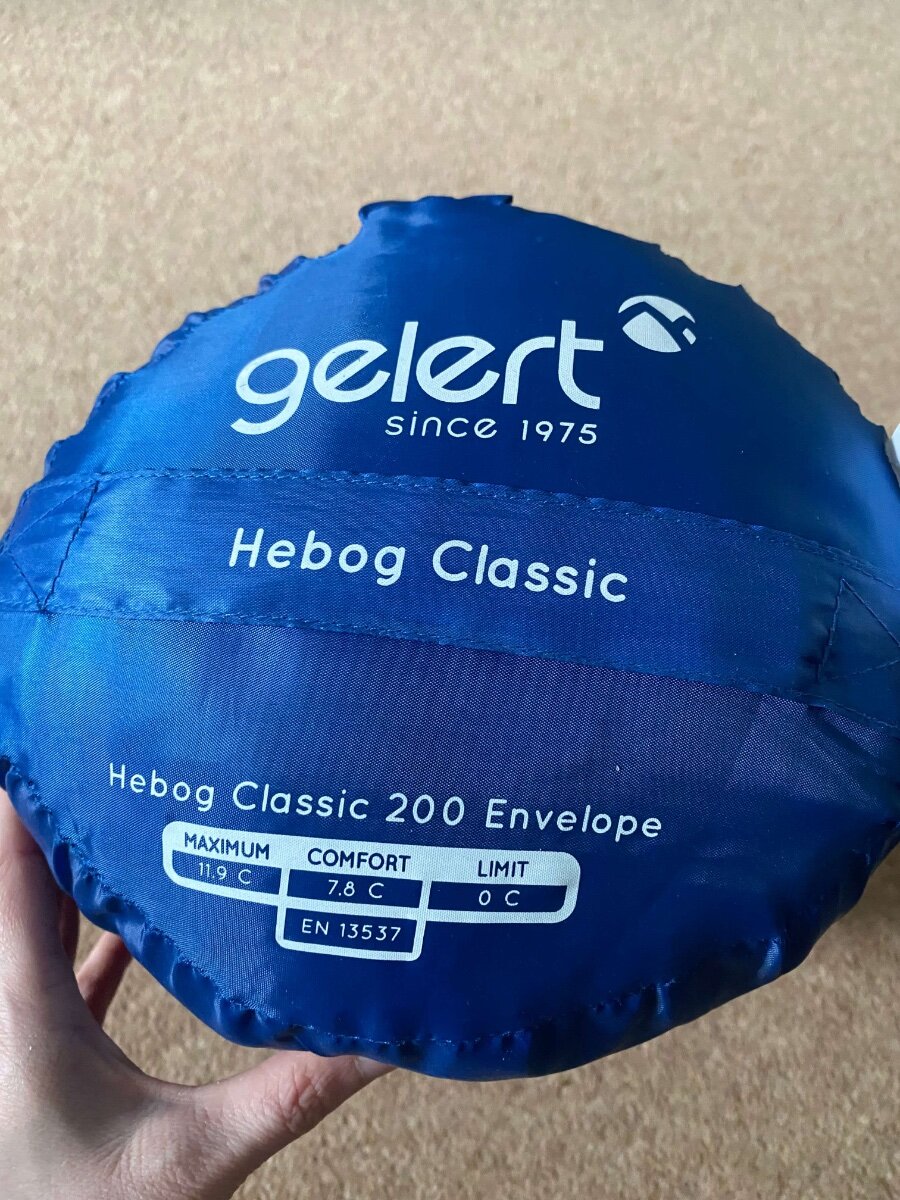 gelert
since 1975
Hebog Classic
Hebog Classic 200 Envelope
MAXIMUM COMFORT LIMIT
11.9 C 7.8 C 0 C
EN 13537